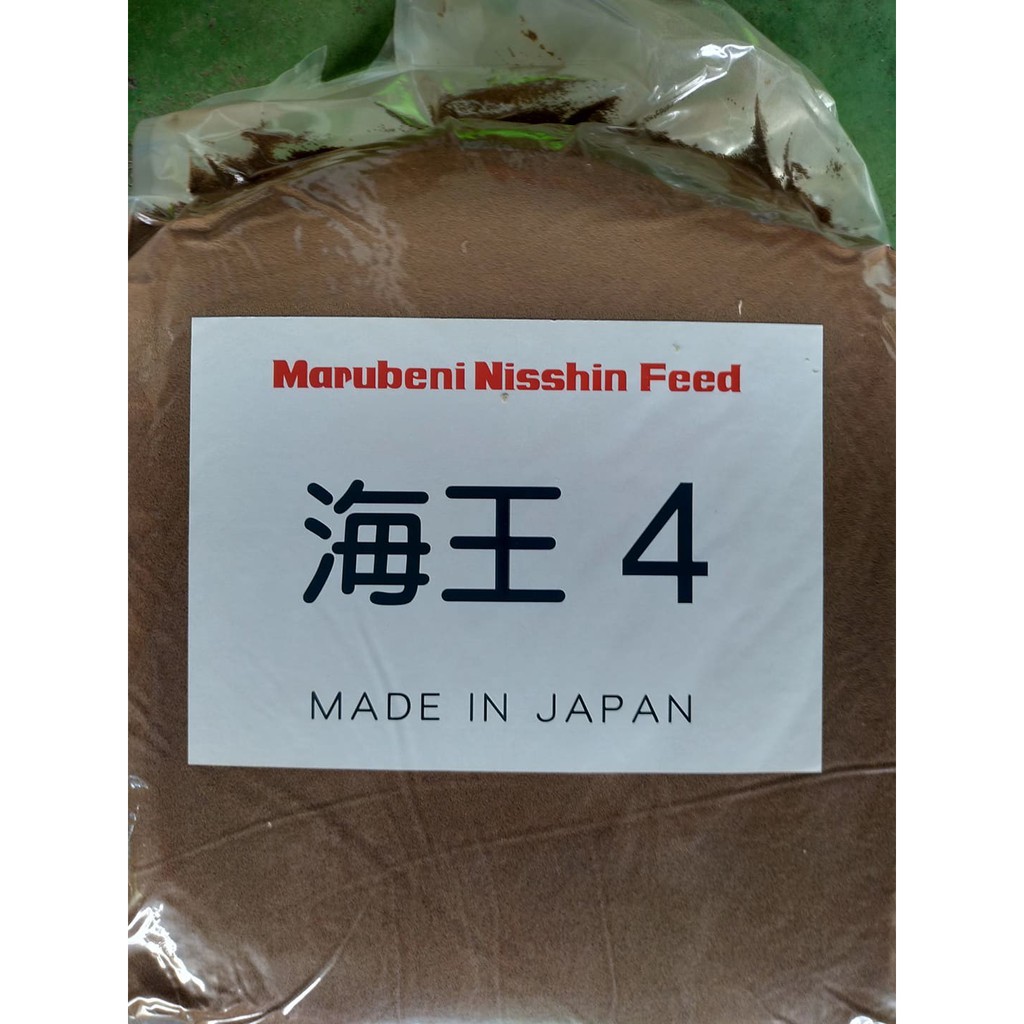 Marubeni Nisshin Feed
海王 4
MADE IN JAPAN